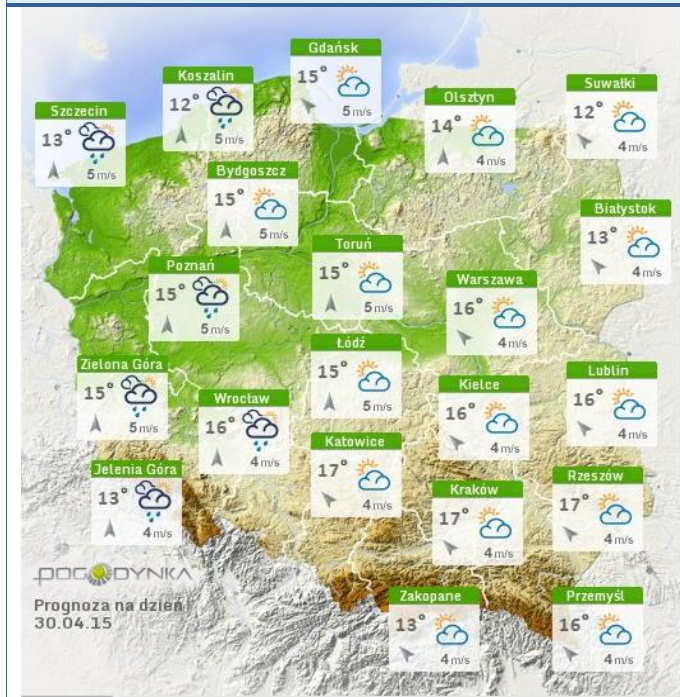 Gdańsk
15°
5 m/s
Koszalin
12°
5 m/s
Szczecin
13°
5 m/s
Olsztyn
14°
4 m/s
Suwałki
12°
4 m/s
Bydgoszcz
15°
5 m/s
Białystok
13°
4 m/s
Toruń
15°
5 m/s
Poznań
15°
5 m/s
Warszawa
16°
4 m/s
Łódź
15°
5 m/s
Zielona Góra
15°
5 m/s
Wrocław
16°
4 m/s
Kielce
16°
4 m/s
Lublin
16°
4 m/s
Katowice
17°
4 m/s
Jelenia Góra
13°
4 m/s
Kraków
17°
4 m/s
Rzeszów
17°
4 m/s
POGODYNKA
Prognoza na dzień
30.04.15
Zakopane
13°
4 m/s
Przemyśl
16°
4 m/s